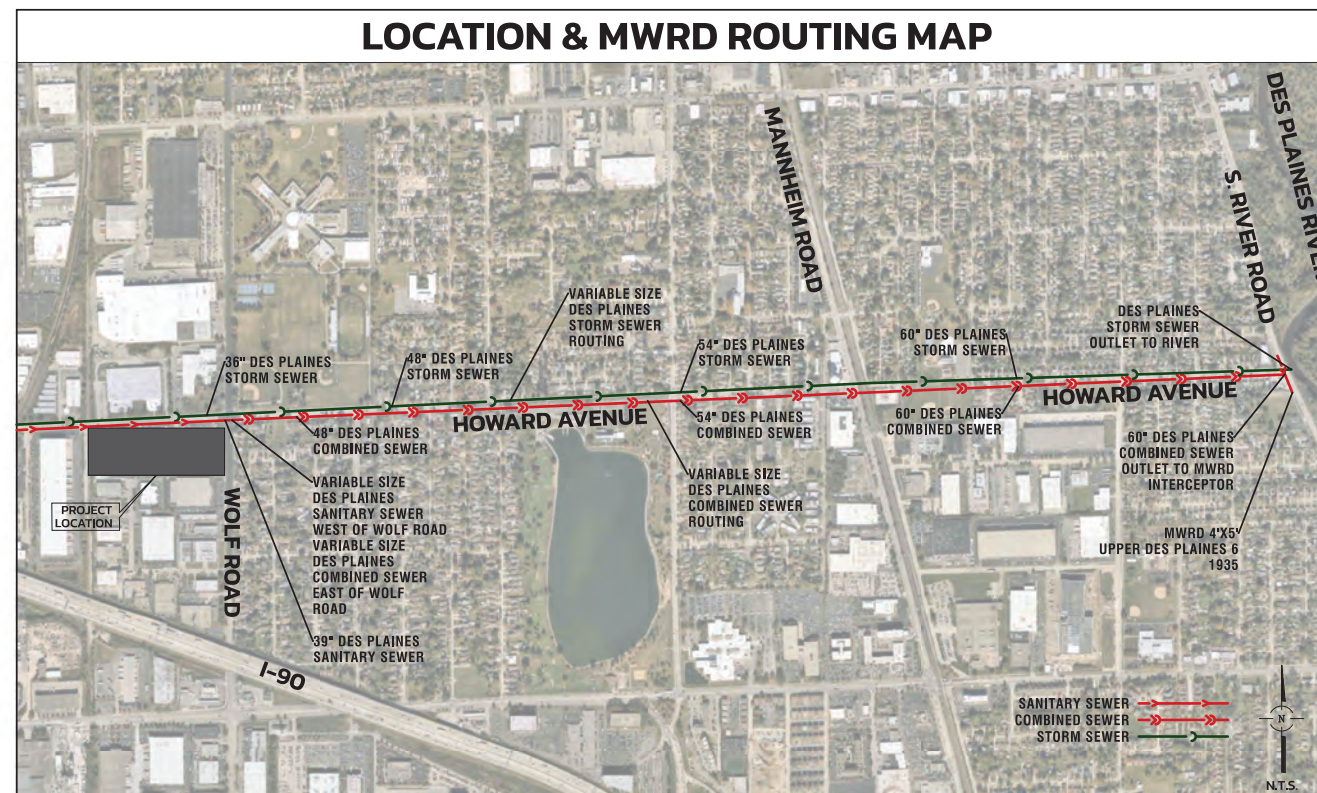 LOCATION & MWRD ROUTING MAP
MANNHEIM ROAD
DES PLAINES RIVER
S. RIVER ROAD
VARIABLE SIZE
DES PLAINES
STORM SEWER
ROUTING
36" DES PLAINES
STORM SEWER
48" DES PLAINES
STORM SEWER
54" DES PLAINES
STORM SEWER
60" DES PLAINES
STORM SEWER
DES PLAINES
STORM SEWER
OUTLET TO RIVER
HOWARD AVENUE
HOWARD AVENUE
48" DES PLAINES
COMBINED SEWER
54" DES PLAINES
COMBINED SEWER
60" DES PLAINES
COMBINED SEWER
60" DES PLAINES
COMBINED SEWER
OUTLET TO MWRD
INTERCEPTOR
PROJECT
LOCATION
WOLF ROAD
VARIABLE SIZE
DES PLAINES
SANITARY SEWER
WEST OF WOLF ROAD
VARIABLE SIZE
DES PLAINES
COMBINED SEWER
EAST OF WOLF
ROAD
VARIABLE SIZE
DES PLAINES
COMBINED SEWER
ROUTING
MWRD 4'X5'
UPPER DES PLAINES 6
1935
39" DES PLAINES
SANITARY SEWER
I-90
SANITARY SEWER
COMBINED SEWER
STORM SEWER
N
N.T.S.